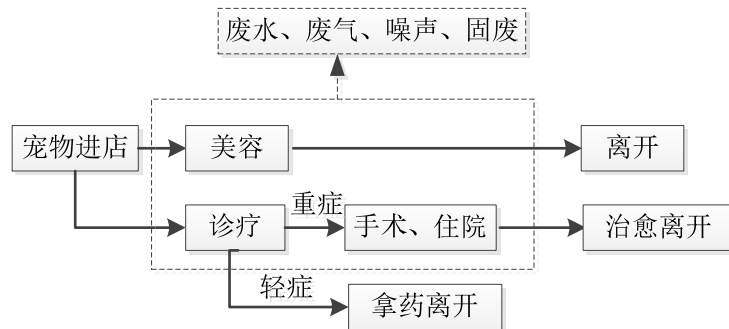 废水、废气、噪声、固废
宠物进店
美容
离开
诊疗
重症
手术、住院
治愈离开
轻症
拿药离开